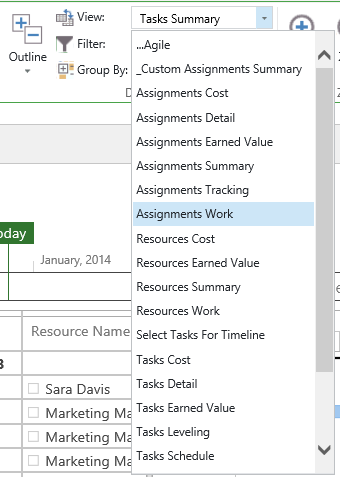 View: Tasks Summary
Filter:
Group By:
Outline
...Agile
_Custom Assignments Summary
Assignments Cost
Assignments Detail
Assignments Earned Value
Assignments Summary
Assignments Tracking
Assignments Work
Resources Cost
Resources Earned Value
Resources Summary
Resources Work
Select Tasks For Timeline
Tasks Cost
Tasks Detail
Tasks Earned Value
Tasks Leveling
Tasks Schedule
D
oday
January, 2014
Resource Name
Sara Davis
Marketing Ma
Marketing Ma
Marketing Ma